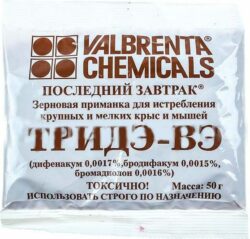 VALBRENTA®
CHEMICALS
ПОСЛЕДНИЙ ЗАВТРАК®
Зерновая приманка для истребления
крупных и мелких крыс и мышей
ТРИДЭ-ВЭ
(дифенакум 0,0017%, бродифакум 0,0015%,
бромадиолон 0,0016%)
ТОКСИЧНО! Масса: 50 г
ИСПОЛЬЗОВАТЬ СТРОГО ПО НАЗНАЧЕНИЮ